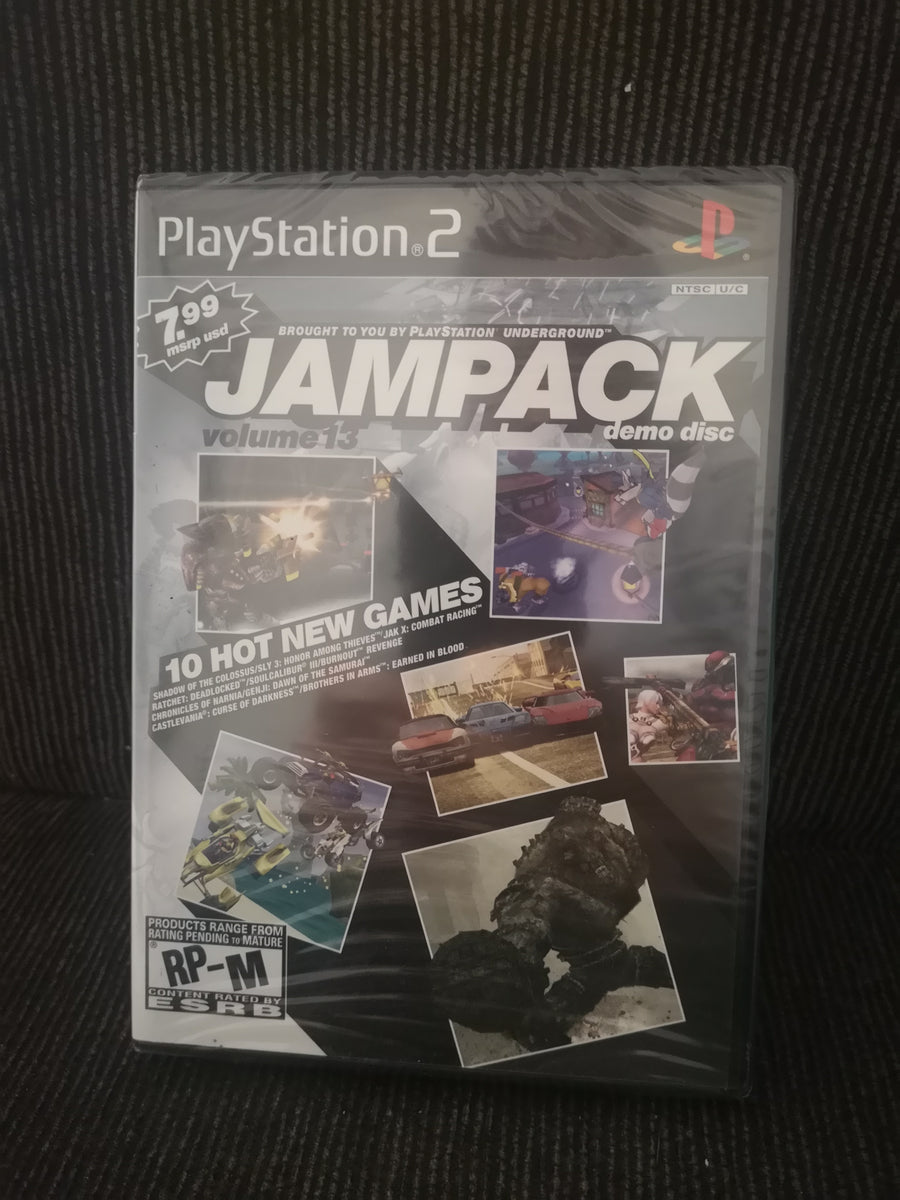 PlayStation®2
®
NTSC U/C
7.99
msrp usd
BROUGHT TO YOU BY PLAYSTATION® UNDERGROUND™
JAMPACK
volume 13
demo disc
10 HOT NEW GAMES
SHADOW OF THE COLOSSUS/SLY 3: HONOR AMONG THIEVES™/JAK X: COMBAT RACING™
RATCHET: DEADLOCKED™/SOULCALIBUR® III/BURNOUT™ REVENGE
CHRONICLES OF NARNIA/GENJI: DAWN OF THE SAMURAI™
CASTLEVANIA®: CURSE OF DARKNESS™/BROTHERS IN ARMS™: EARNED IN BLOOD
PRODUCTS RANGE FROM
RATING PENDING TO MATURE
®
RP-M
CONTENT RATED BY
ESRB